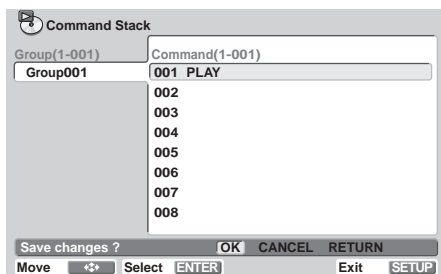 Command Stack
Group(1-001) Command(1-001)
Group001 001 PLAY
002
003
004
005
006
007
008
Save changes ? OK CANCEL RETURN
Move Select ENTER Exit SETUP